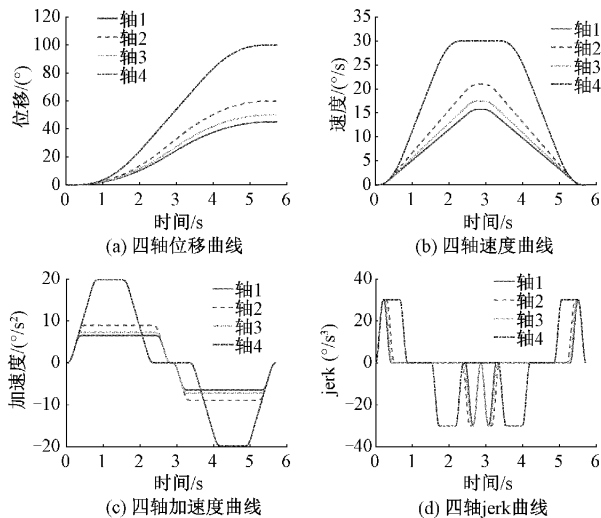 120
100
80
60
40
20
0
位移/(°)
轴1
轴2
轴3
轴4
0 1 2 3 4 5 6
时间/s
(a) 四轴位移曲线
35
30
25
20
15
10
5
0
速度/(°/s)
轴1
轴2
轴3
轴4
0 1 2 3 4 5 6
时间/s
(b) 四轴速度曲线
20
10
0
−10
−20
加速度/(°/s²)
轴1
轴2
轴3
轴4
0 1 2 3 4 5 6
时间/s
(c) 四轴加速度曲线
40
20
0
−20
−40
jerk (°/s³)
轴1
轴2
轴3
轴4
0 1 2 3 4 5 6
时间/s
(d) 四轴jerk曲线